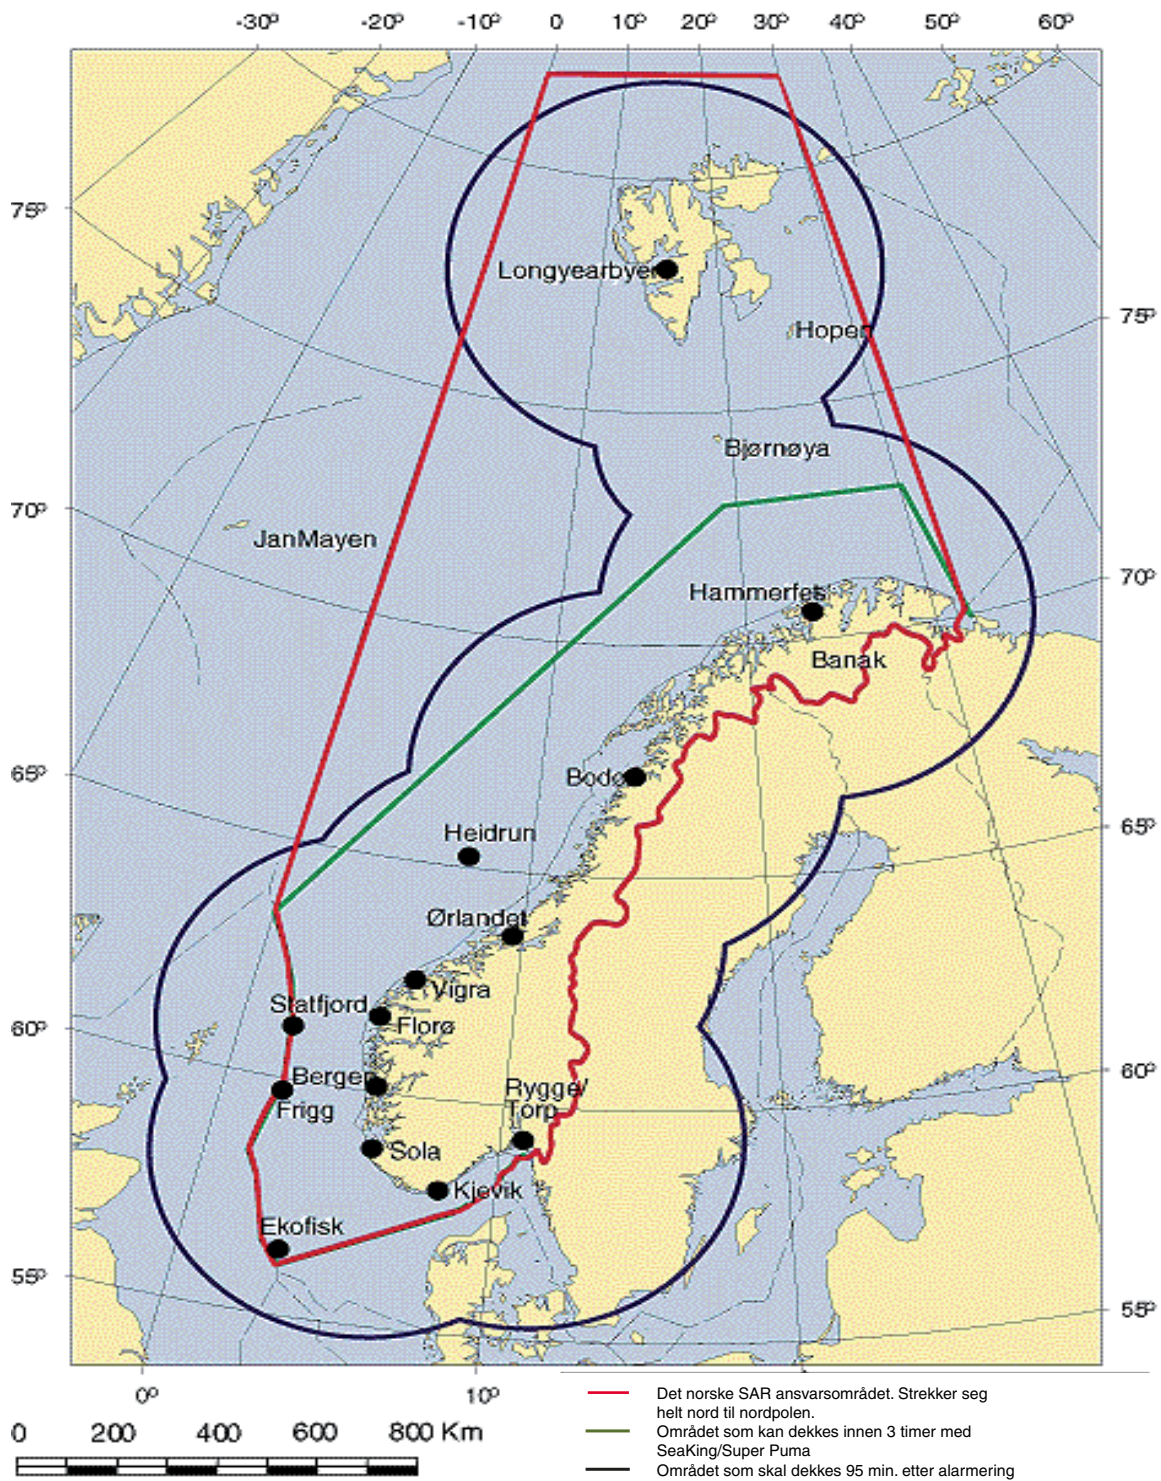 -30º -20º -10º 0 10º 20º 30º 40º 50º 60º
75º
Longyearbyen
75º
Hopen
Bjørnøya
70º
JanMayen
70º
Hammerfest
Banak
65º
Bodø
65º
Heidrun
Ørlandet
Vigra
Statfjord
Florø
60º
60º
Bergen
Frigg
Rygge/
Torp
Sola
Kjevik
Ekofisk
55º
55º
0º 10º
0 200 400 600 800 Km
Det norske SAR ansvarsområdet. Strekker seg
helt nord til nordpolen.
Området som kan dekkes innen 3 timer med
SeaKing/Super Puma
Området som skal dekkes 95 min. etter alarmering